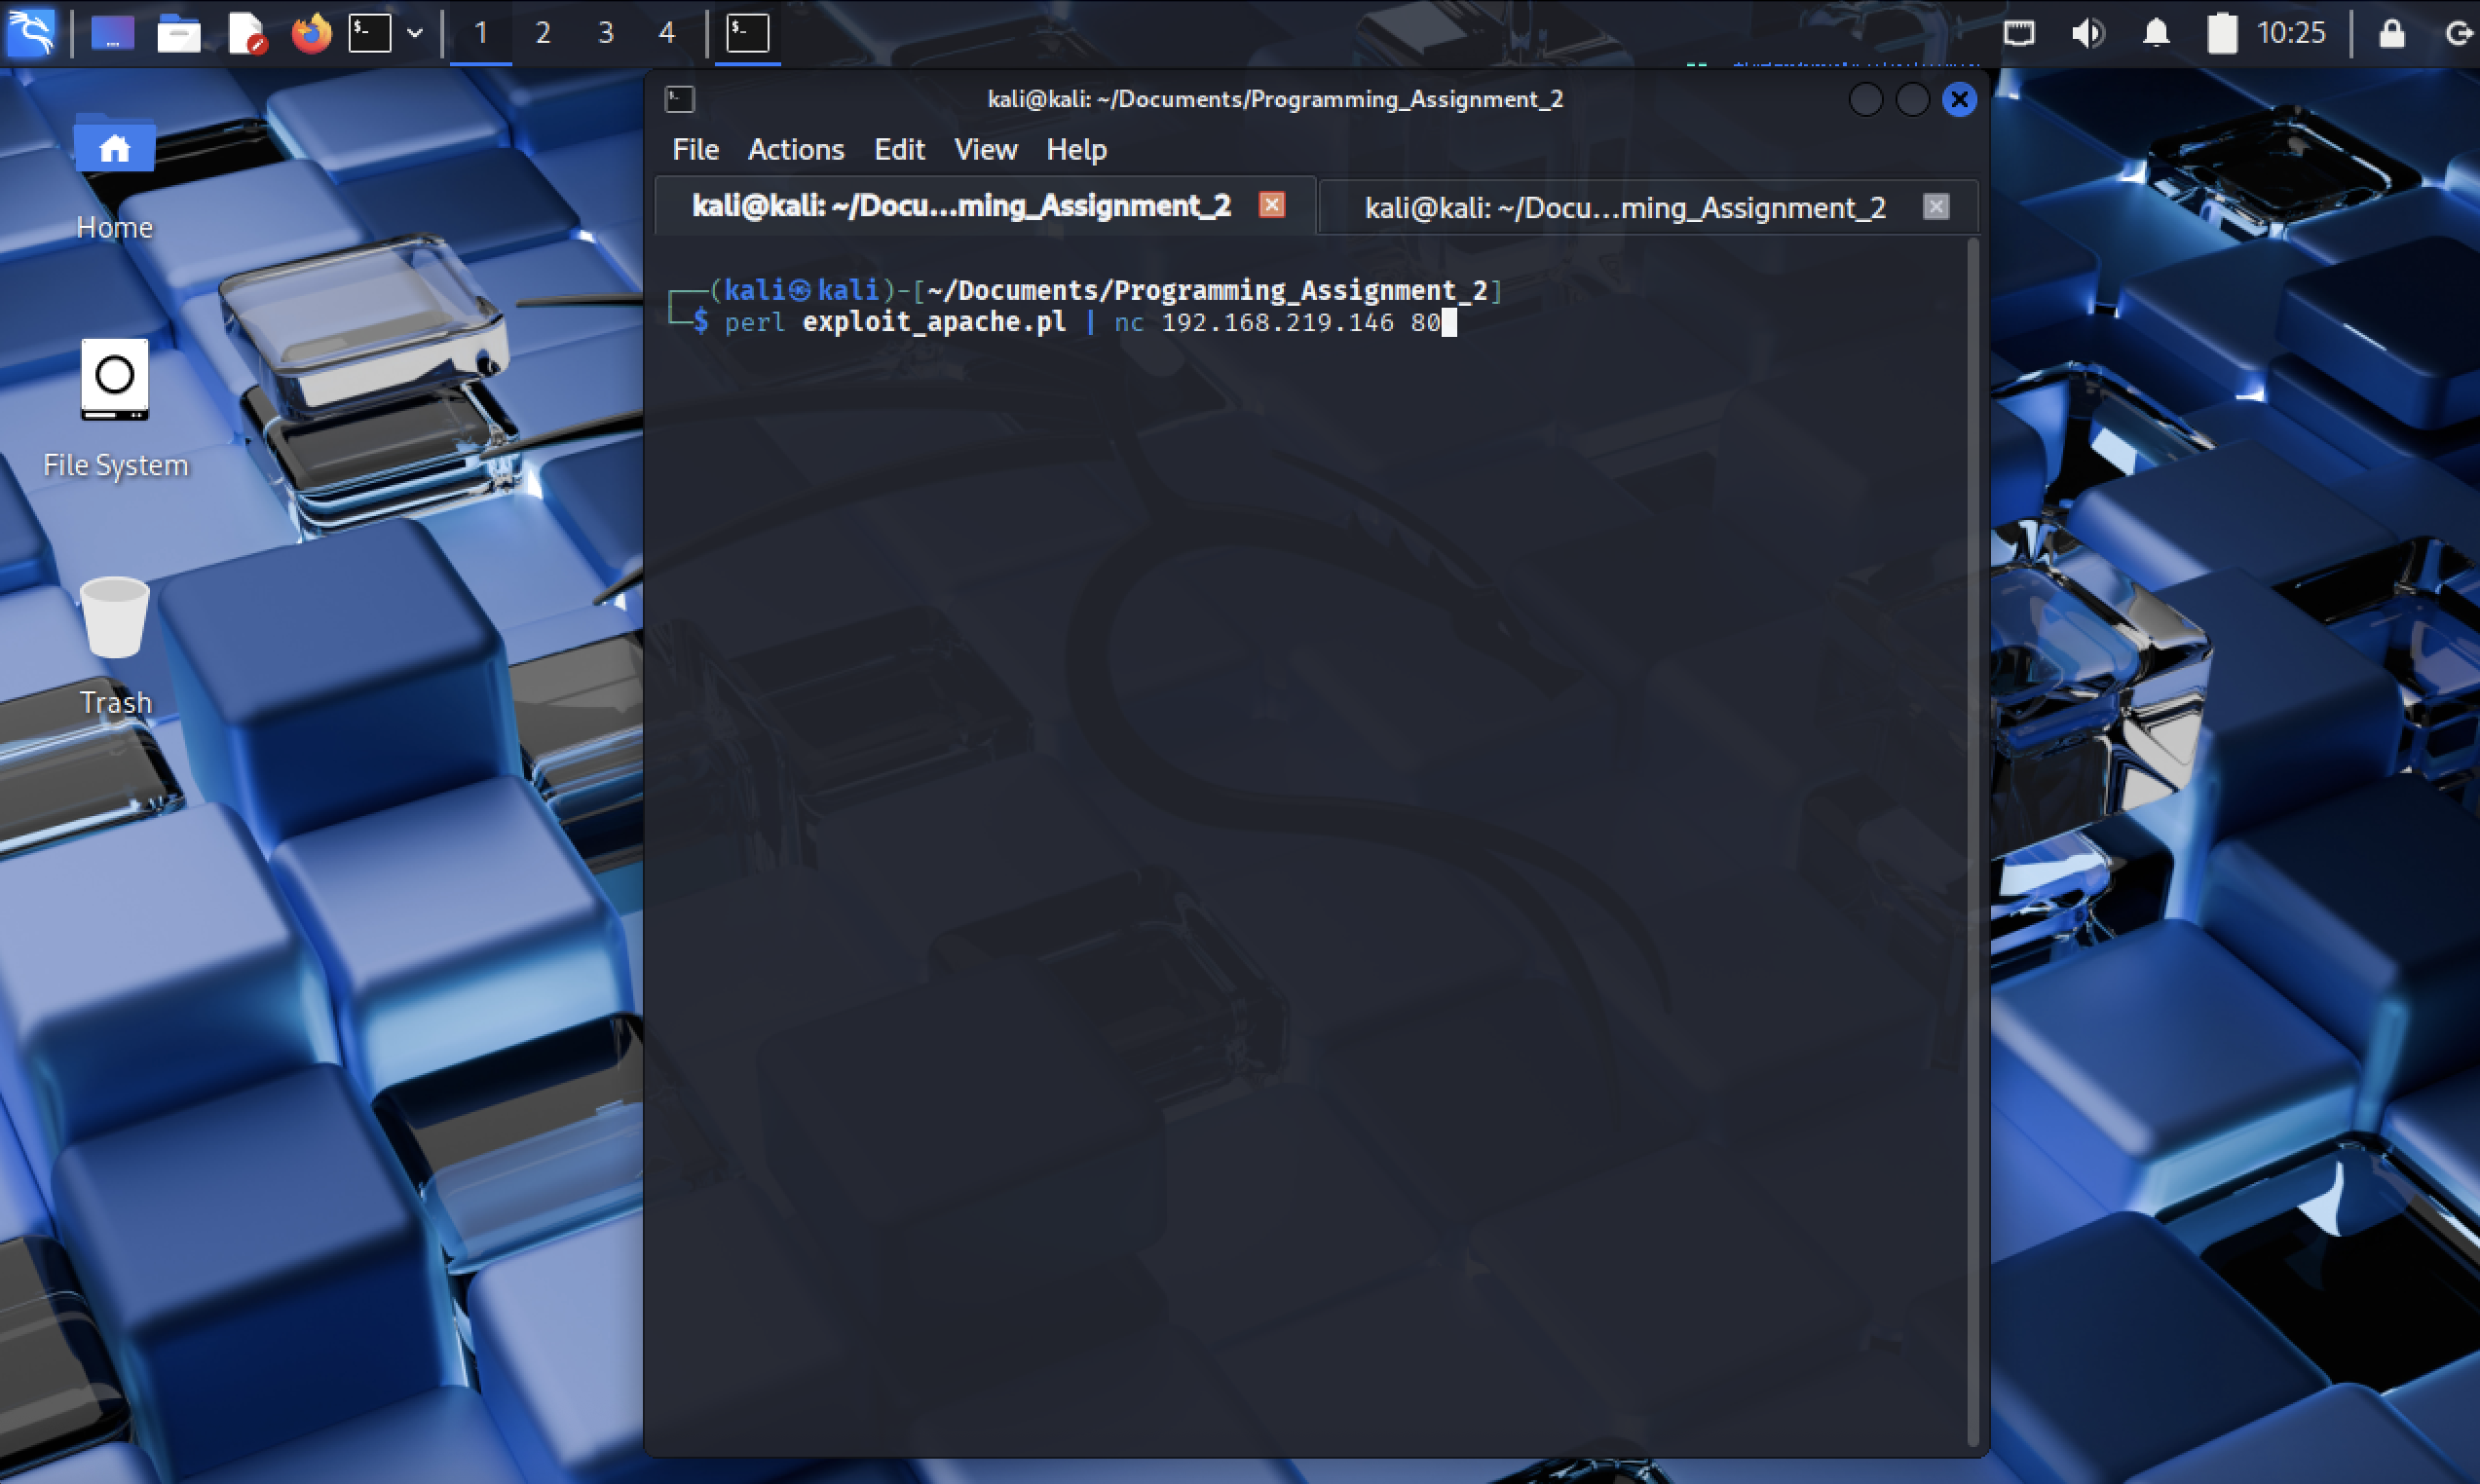 1 2 3 4
10:25
kali@kali: ~/Documents/Programming_Assignment_2
File Actions Edit View Help
kali@kali: ~/Docu...ming_Assignment_2
kali@kali: ~/Docu...ming_Assignment_2
(kali㉿kali)-[~/Documents/Programming_Assignment_2]
$ perl exploit_apache.pl | nc 192.168.219.146 80
Home
File System
Trash